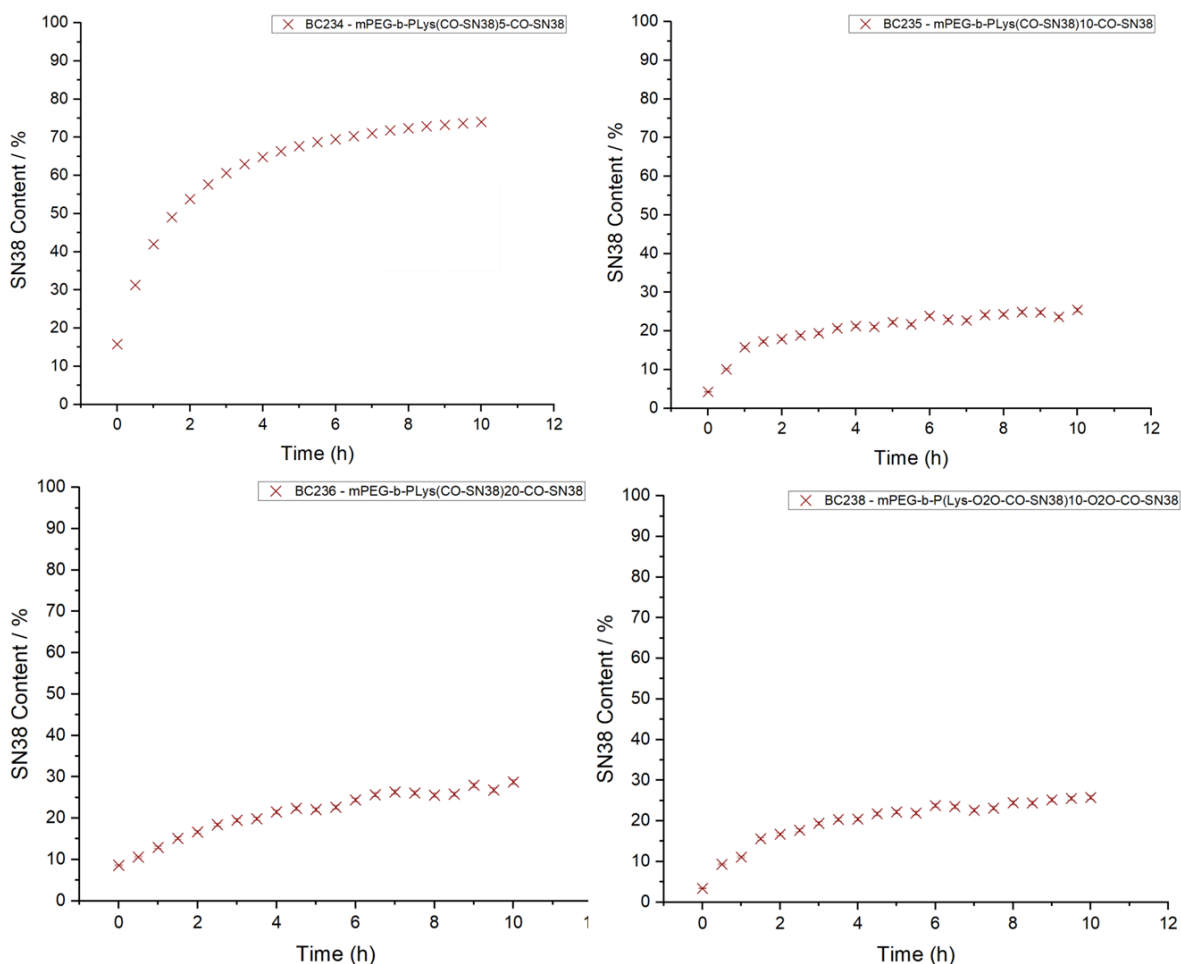 BC234 - mPEG-b-PLys(CO-SN38)5-CO-SN38
100
90
80
70
60
50
40
30
20
10
0
SN38 Content / %
0 2 4 6 8 10 12
Time (h)
BC235 - mPEG-b-PLys(CO-SN38)10-CO-SN38
100
90
80
70
60
50
40
30
20
10
0
SN38 Content / %
0 2 4 6 8 10 12
Time (h)
BC236 - mPEG-b-PLys(CO-SN38)20-CO-SN38
100
90
80
70
60
50
40
30
20
10
0
SN38 Content / %
0 2 4 6 8 10
Time (h)
BC238 - mPEG-b-P(Lys-O2O-CO-SN38)10-O2O-CO-SN38
100
90
80
70
60
50
40
30
20
10
0
SN38 Content / %
0 2 4 6 8 10 12
Time (h)